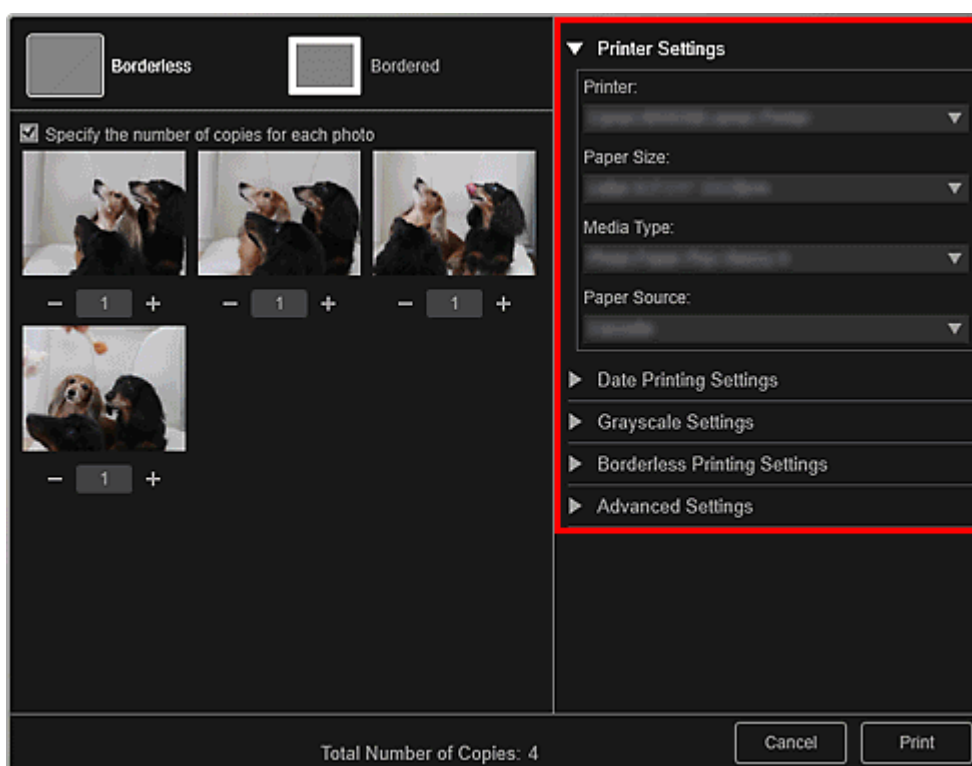 Borderless
Bordered
Specify the number of copies for each photo
1
1
1
1
Printer Settings
Printer:
Paper Size:
Media Type:
Paper Source:
Date Printing Settings
Grayscale Settings
Borderless Printing Settings
Advanced Settings
Total Number of Copies: 4
Cancel
Print